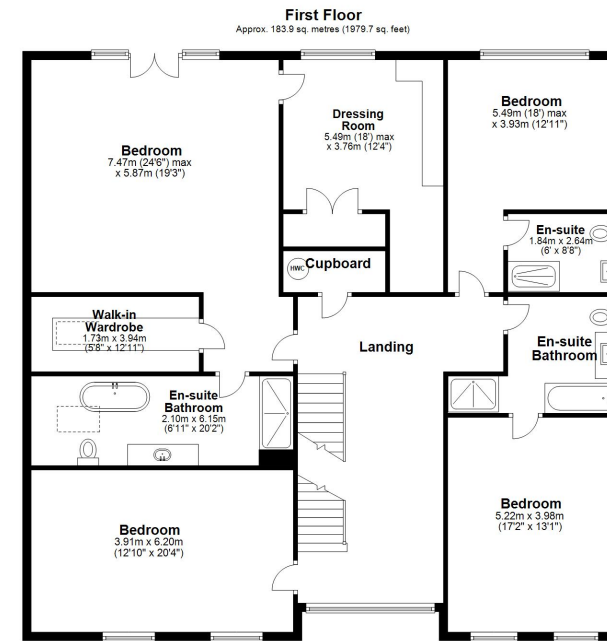 First Floor
Approx. 183.9 sq. metres (1979.7 sq. feet)
Bedroom
7.47m (24'6") max
x 5.87m (19'3")
Dressing
Room
5.49m (18') max
x 3.76m (12'4")
Bedroom
5.49m (18') max
x 3.93m (12'11")
En-suite
1.84m x 2.64m
(6' x 8'8")
HWC
Cupboard
Walk-in
Wardrobe
1.73m x 3.94m
(5'8" x 12'11")
Landing
En-suite
Bathroom
En-suite
Bathroom
2.10m x 6.15m
(6'11" x 20'2")
Bedroom
3.91m x 6.20m
(12'10" x 20'4")
Bedroom
5.22m x 3.98m
(17'2" x 13'1")